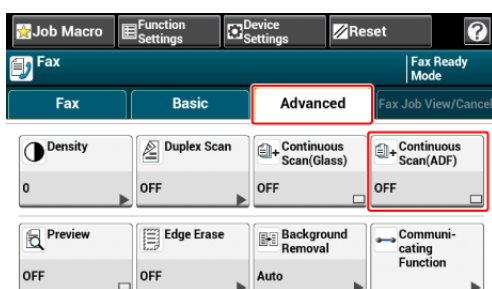 Job Macro
Function
Settings
Device
Settings
Reset
?
Fax
Fax Ready
Mode
Fax
Basic
Advanced
Fax Job View/Cancel
Density
0
Duplex Scan
OFF
Continuous
Scan(Glass)
OFF
Continuous
Scan(ADF)
OFF
Preview
OFF
Edge Erase
OFF
Background
Removal
Auto
Communi-
cating
Function